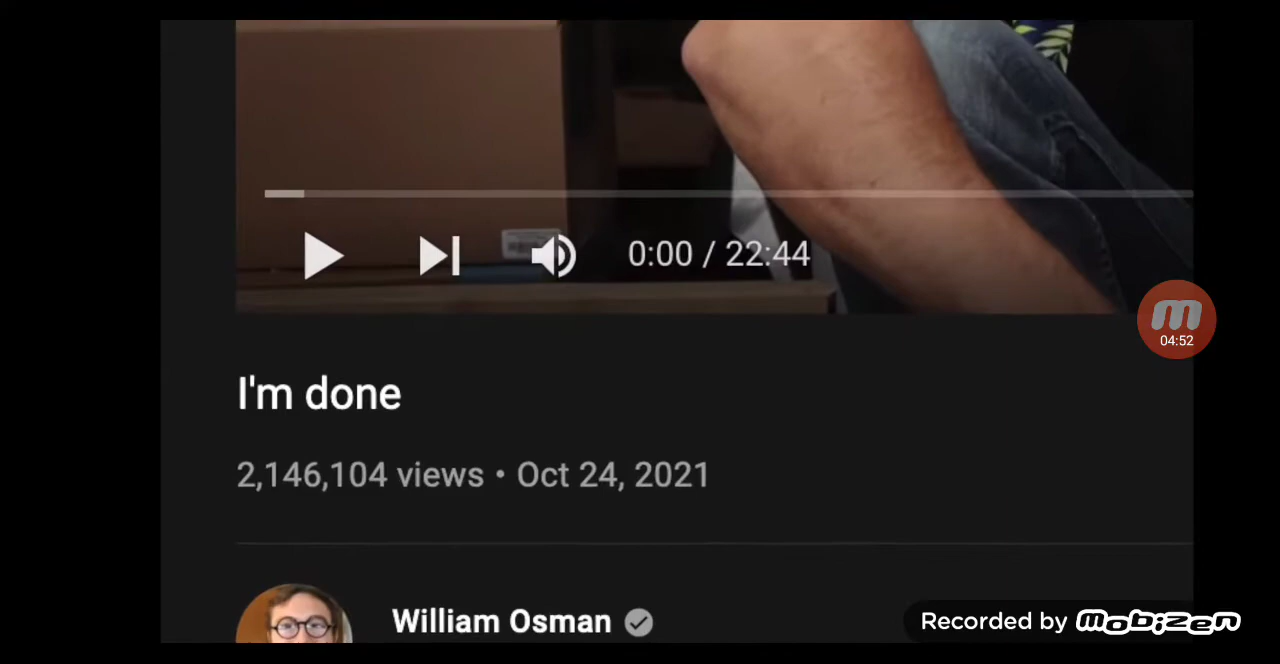 0:00 / 22:44
m
04:52
I'm done
2,146,104 views • Oct 24, 2021
William Osman
Recorded by mobizen